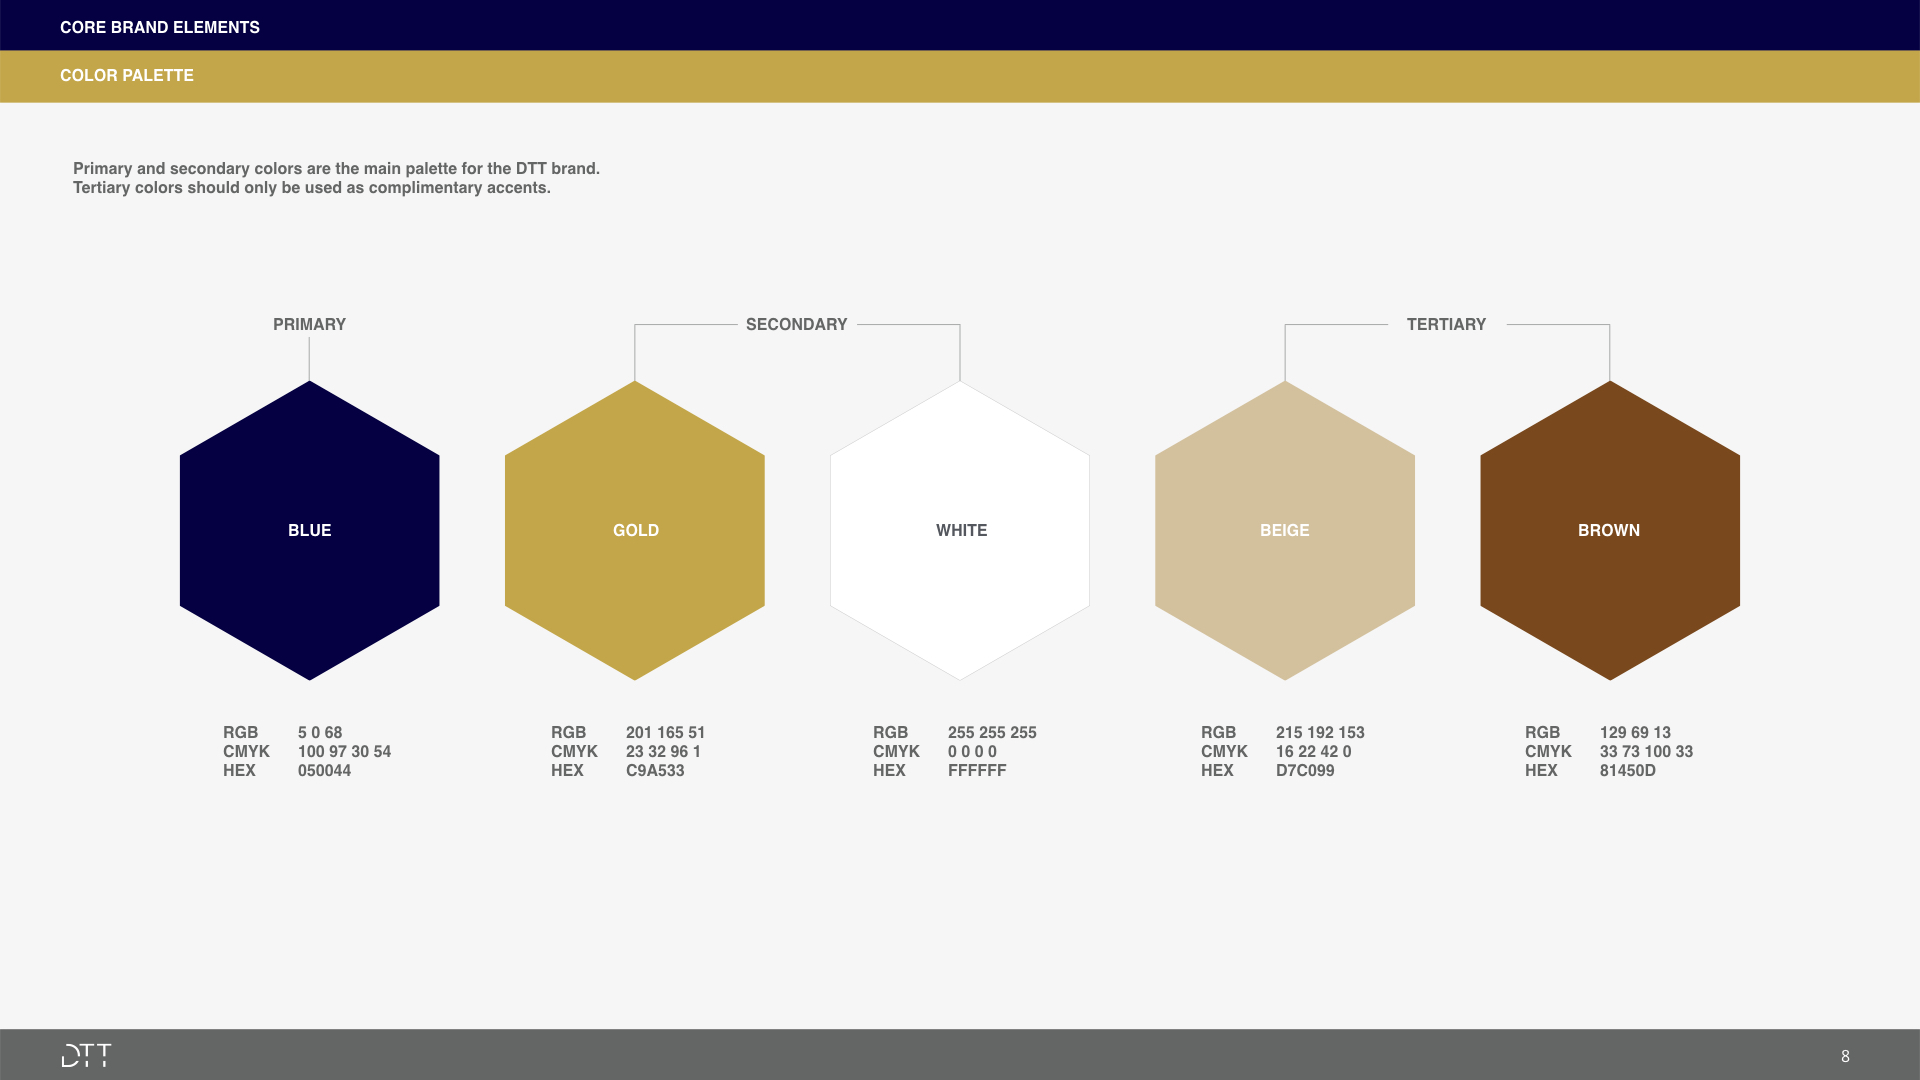 CORE BRAND ELEMENTS
COLOR PALETTE
Primary and secondary colors are the main palette for the DTT brand.
Tertiary colors should only be used as complimentary accents.
PRIMARY
SECONDARY
TERTIARY
BLUE
GOLD
WHITE
BEIGE
BROWN
RGB 5 0 68
CMYK 100 97 30 54
HEX 050044
RGB 201 165 51
CMYK 23 32 96 1
HEX C9A533
RGB 255 255 255
CMYK 0 0 0 0
HEX FFFFFF
RGB 215 192 153
CMYK 16 22 42 0
HEX D7C099
RGB 129 69 13
CMYK 33 73 100 33
HEX 81450D
DTT
8